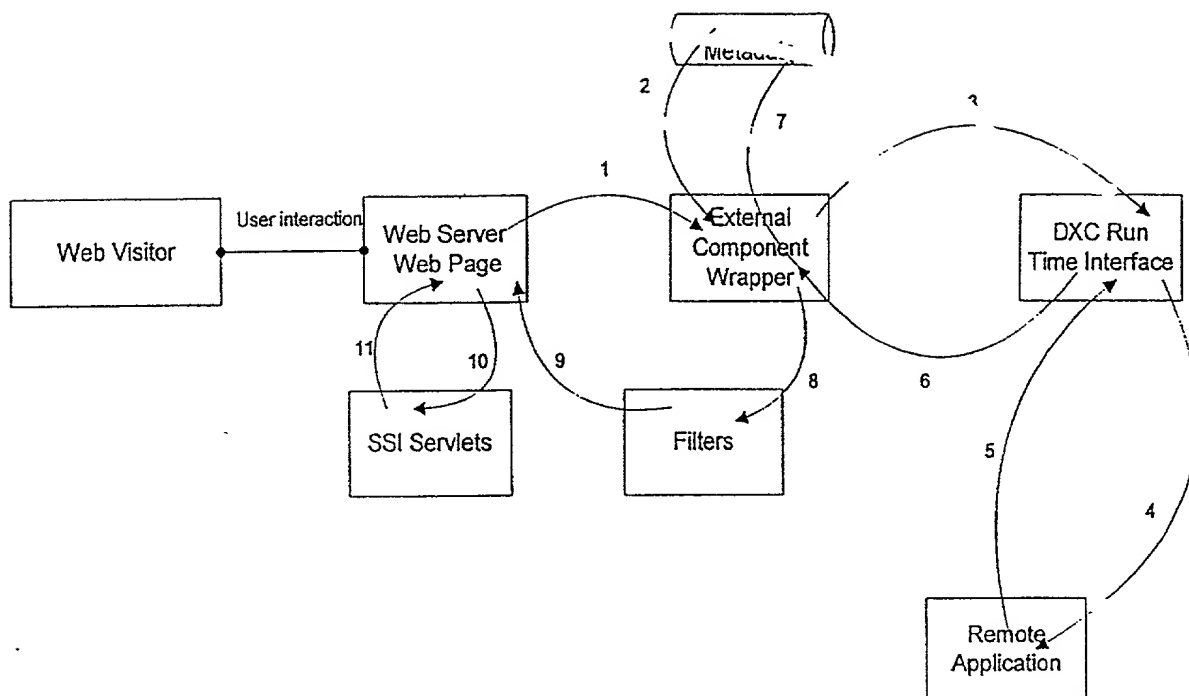 2
7
3
1
User interaction
Web Visitor
Web Server
Web Page
External
Component
Wrapper
DXC Run
Time Interface
11
10
9
8
6
SSI Servlets
Filters
5
4
Remote
Application